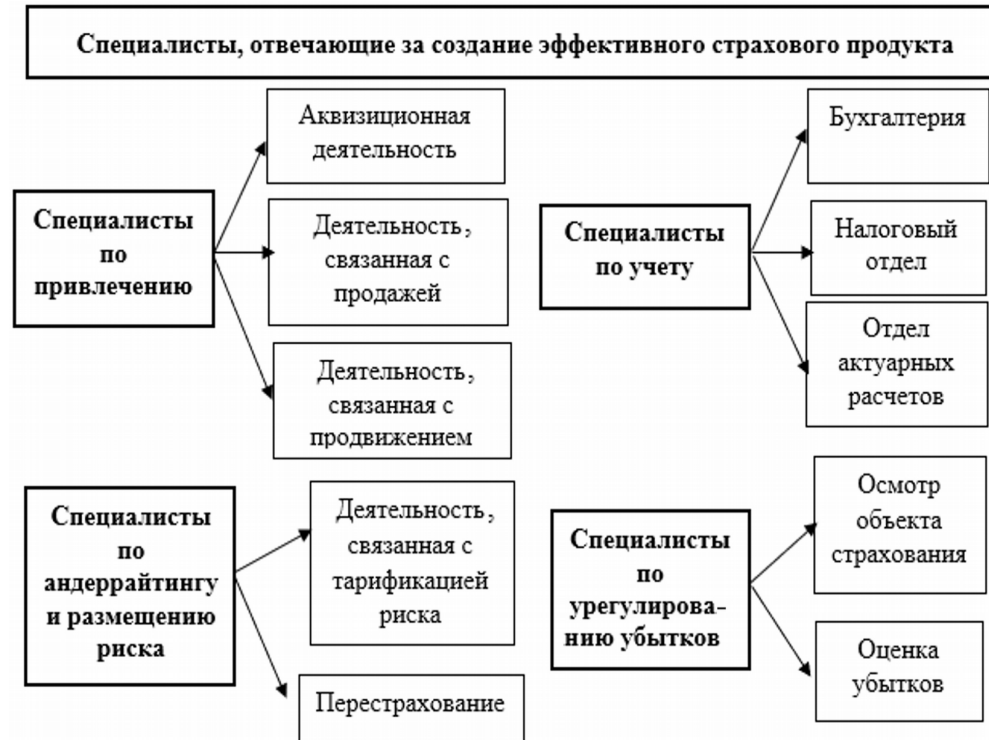 Специалисты, отвечающие за создание эффективного страхового продукта
Специалисты
по
привлечению
Аквизиционная
деятельность
Деятельность,
связанная с
продажей
Деятельность,
связанная с
продвижением
Специалисты
по учету
Бухгалтерия
Налоговый
отдел
Отдел
актуарных
расчетов
Специалисты
по
андеррайтингу
и размещению
риска
Деятельность,
связанная с
тарификацией
риска
Перестрахование
Специалисты
по
урегулирова-
нию убытков
Осмотр
объекта
страхования
Оценка
убытков